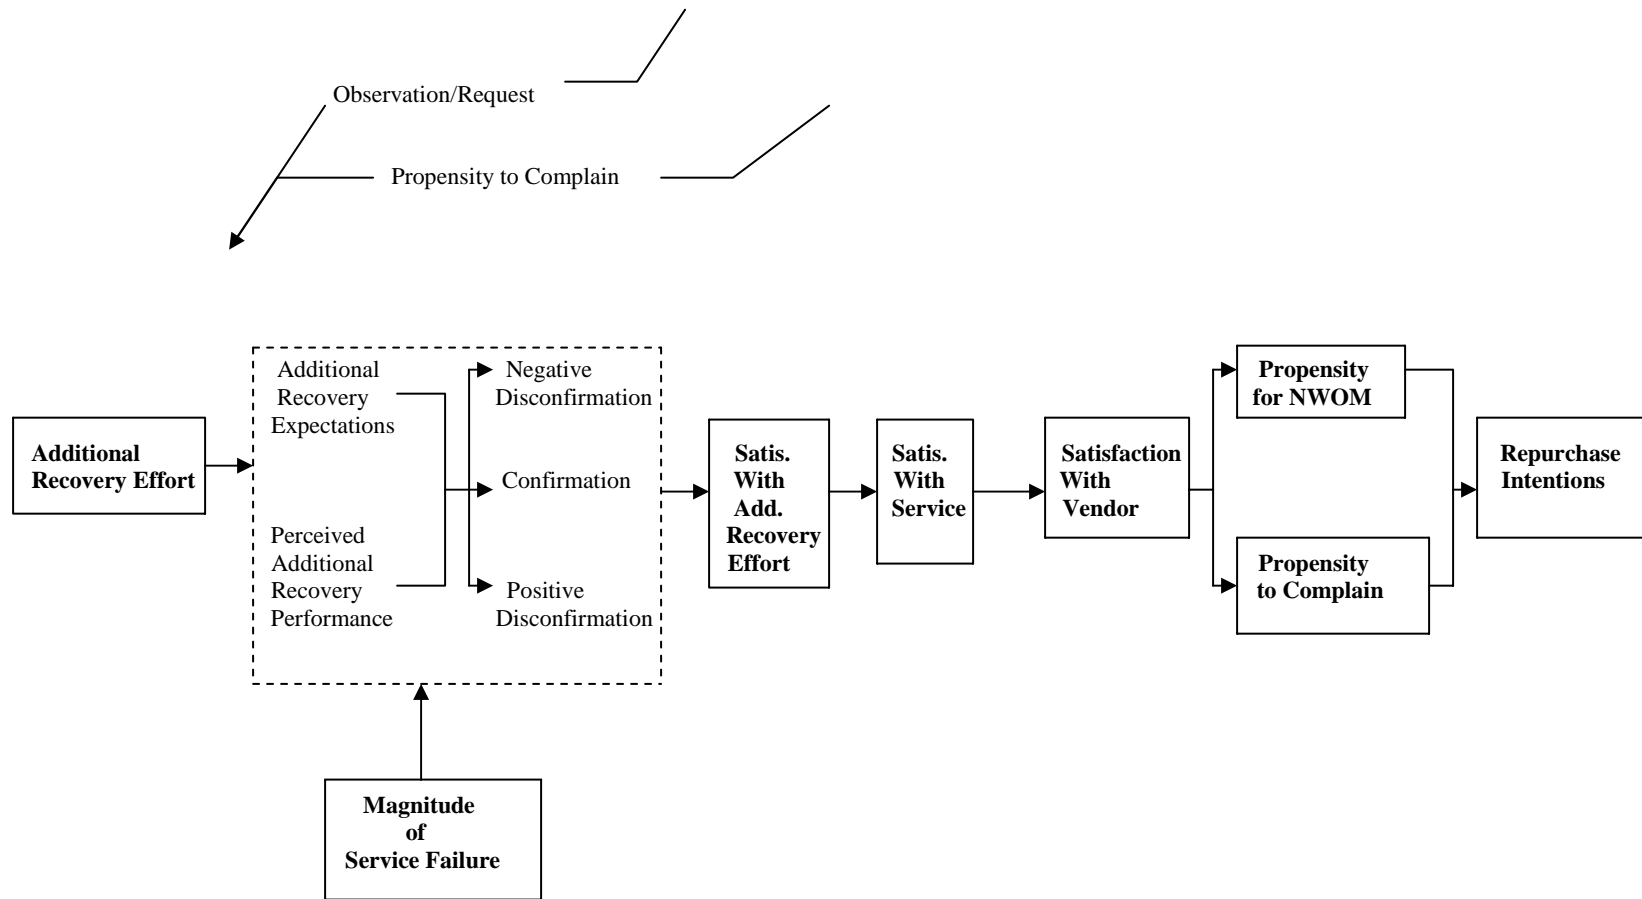 Observation/Request
Propensity to Complain
Additional
Recovery Effort
Additional
Recovery
Expectations
Perceived
Additional
Recovery
Performance
Negative
Disconfirmation
Confirmation
Positive
Disconfirmation
Magnitude
of
Service Failure
Satis.
With
Add.
Recovery
Effort
Satis.
With
Service
Satisfaction
With
Vendor
Propensity
for NWOM
Propensity
to Complain
Repurchase
Intentions